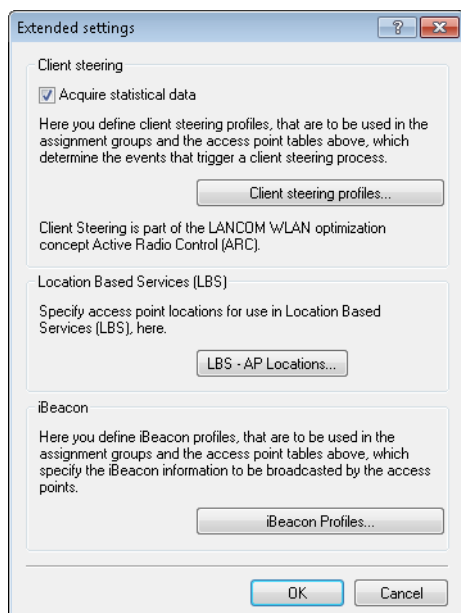 Extended settings
?
Client steering
Acquire statistical data
Here you define client steering profiles, that are to be used in the
assignment groups and the access point tables above, which
determine the events that trigger a client steering process.
Client steering profiles...
Client Steering is part of the LANCOM WLAN optimization
concept Active Radio Control (ARC).
Location Based Services (LBS)
Specify access point locations for use in Location Based
Services (LBS), here.
LBS - AP Locations...
iBeacon
Here you define iBeacon profiles, that are to be used in the
assignment groups and the access point tables above, which
specify the iBeacon information to be broadcasted by the access
points.
iBeacon Profiles...
OK
Cancel